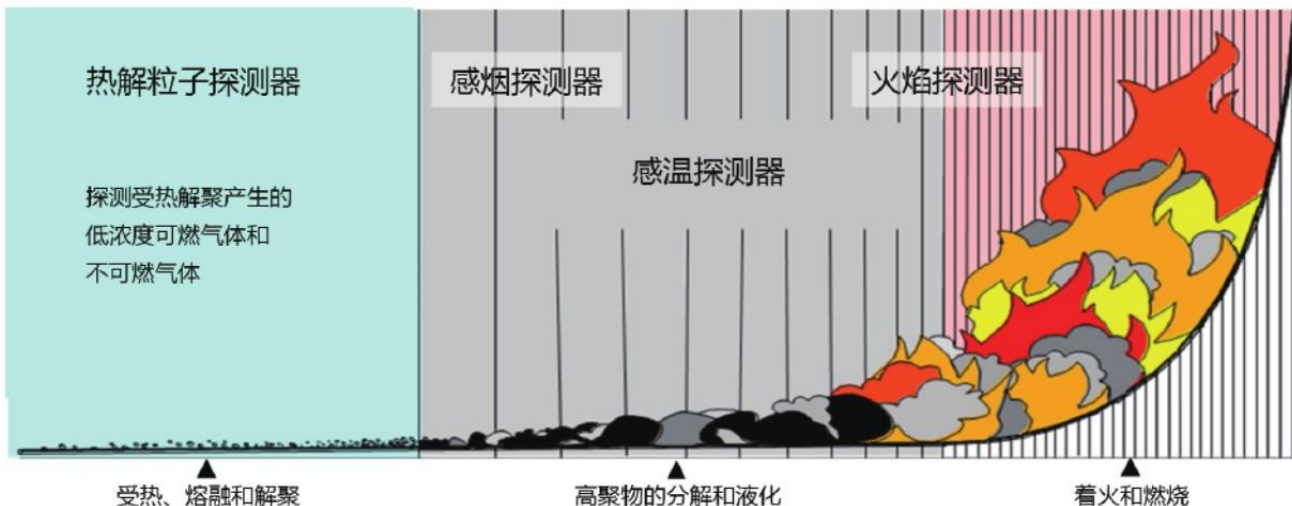 热解粒子探测器
感烟探测器
火焰探测器
感温探测器
探测受热解聚产生的
低浓度可燃气体和
不可燃气体
受热、熔融和解聚
高聚物的分解和液化
着火和燃烧